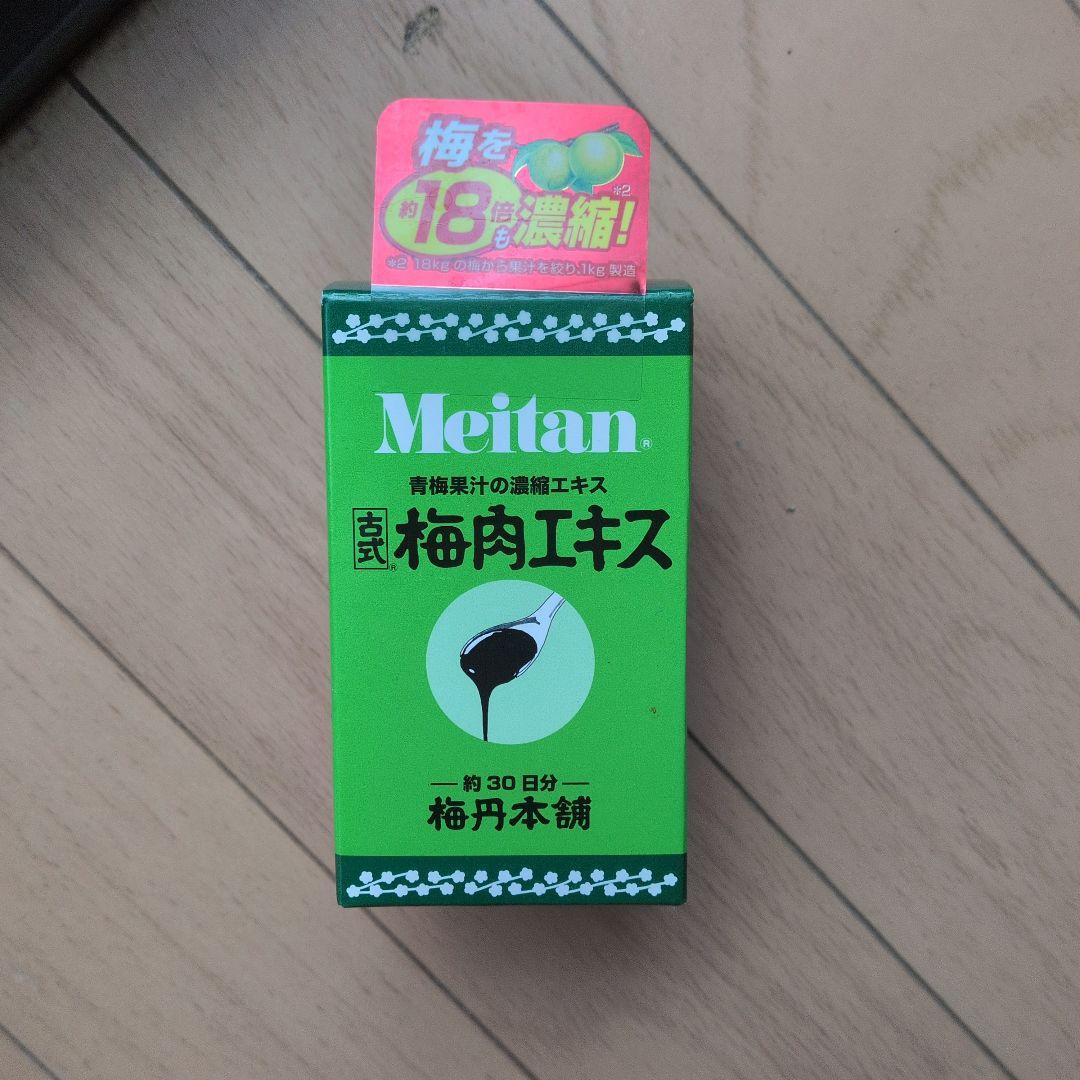 梅を
約18倍も濃縮!※2
※2 18kgの梅から果汁を絞り、1kg製造
Meitan®
青梅果汁の濃縮エキス
古式®梅肉エキス
約30日分
梅丹本舗